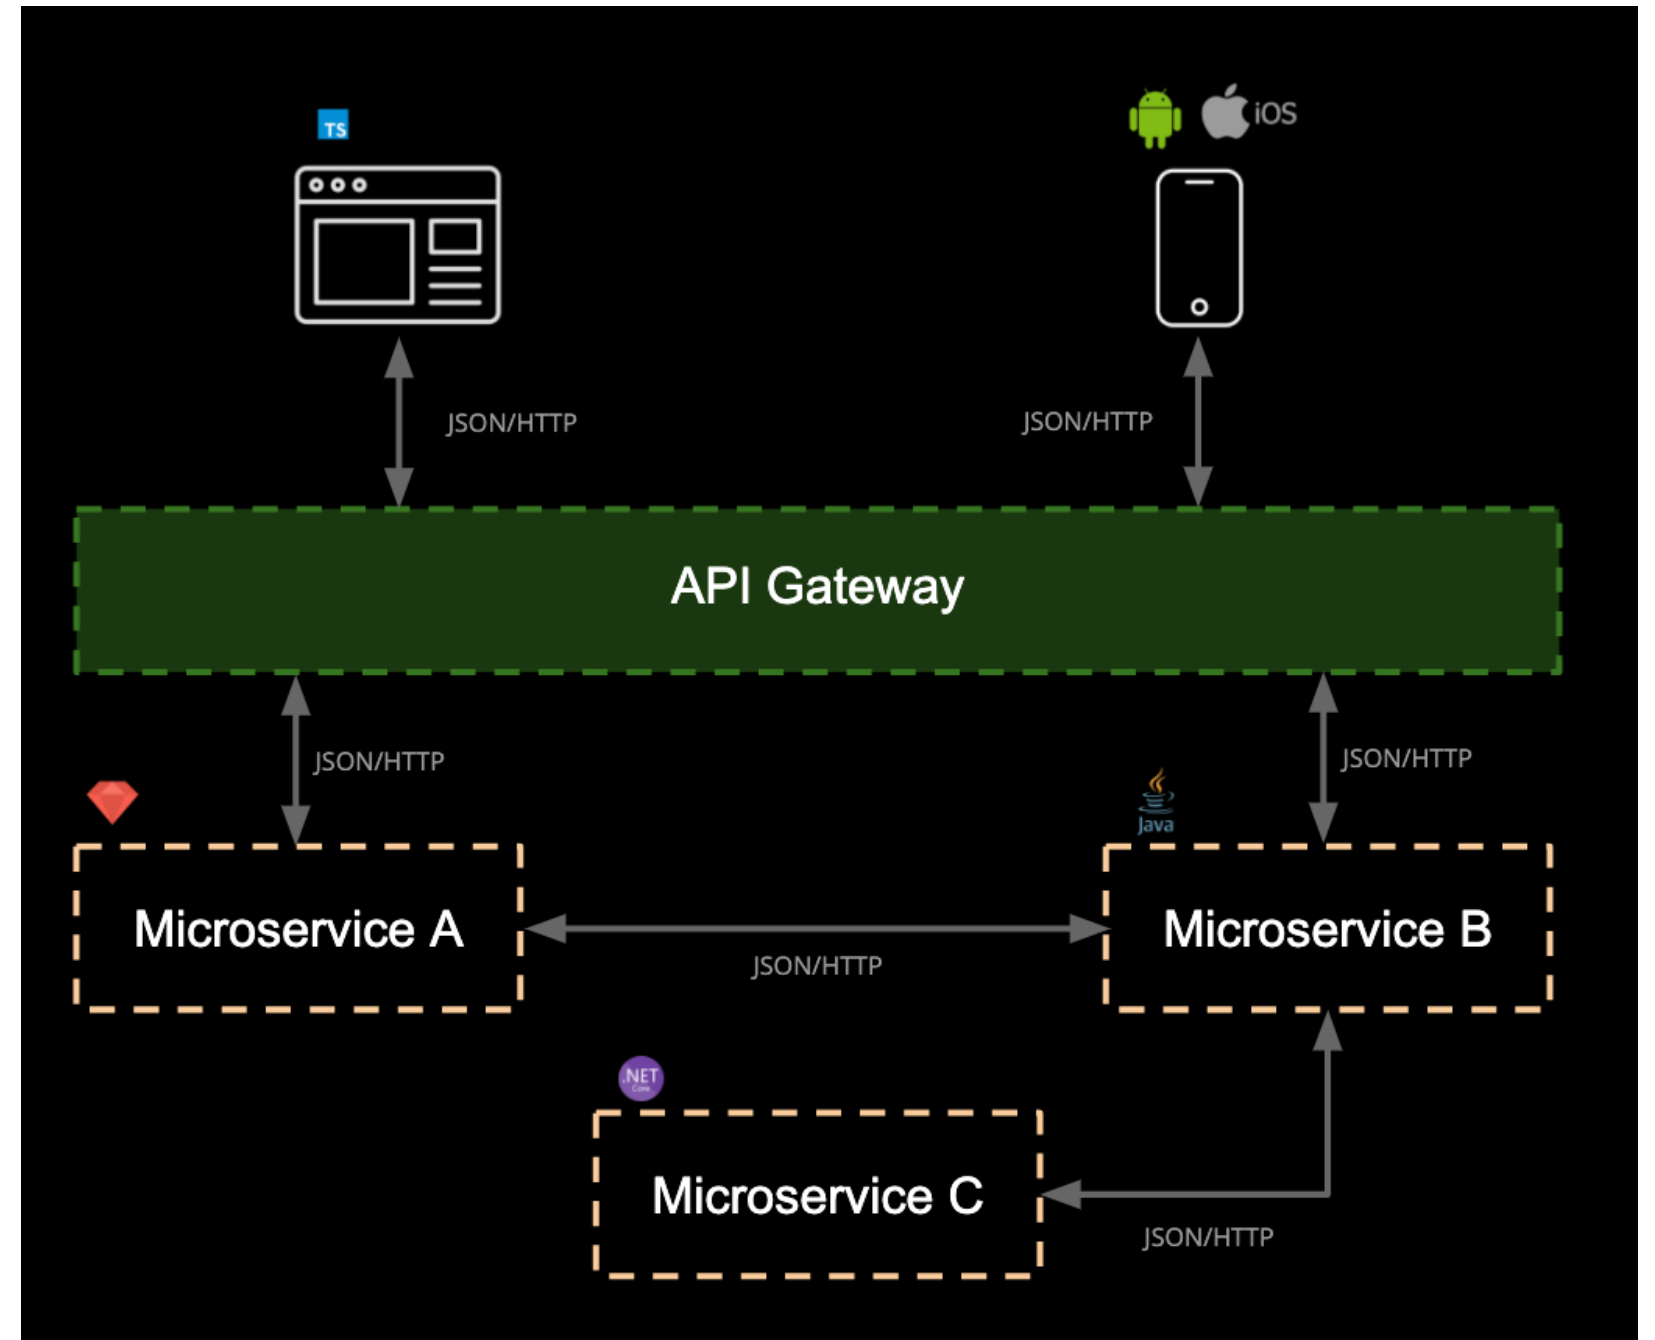 TS
iOS
JSON/HTTP
JSON/HTTP
API Gateway
JSON/HTTP
JSON/HTTP
Java
Microservice A
Microservice B
JSON/HTTP
.NET
Core
Microservice C
JSON/HTTP